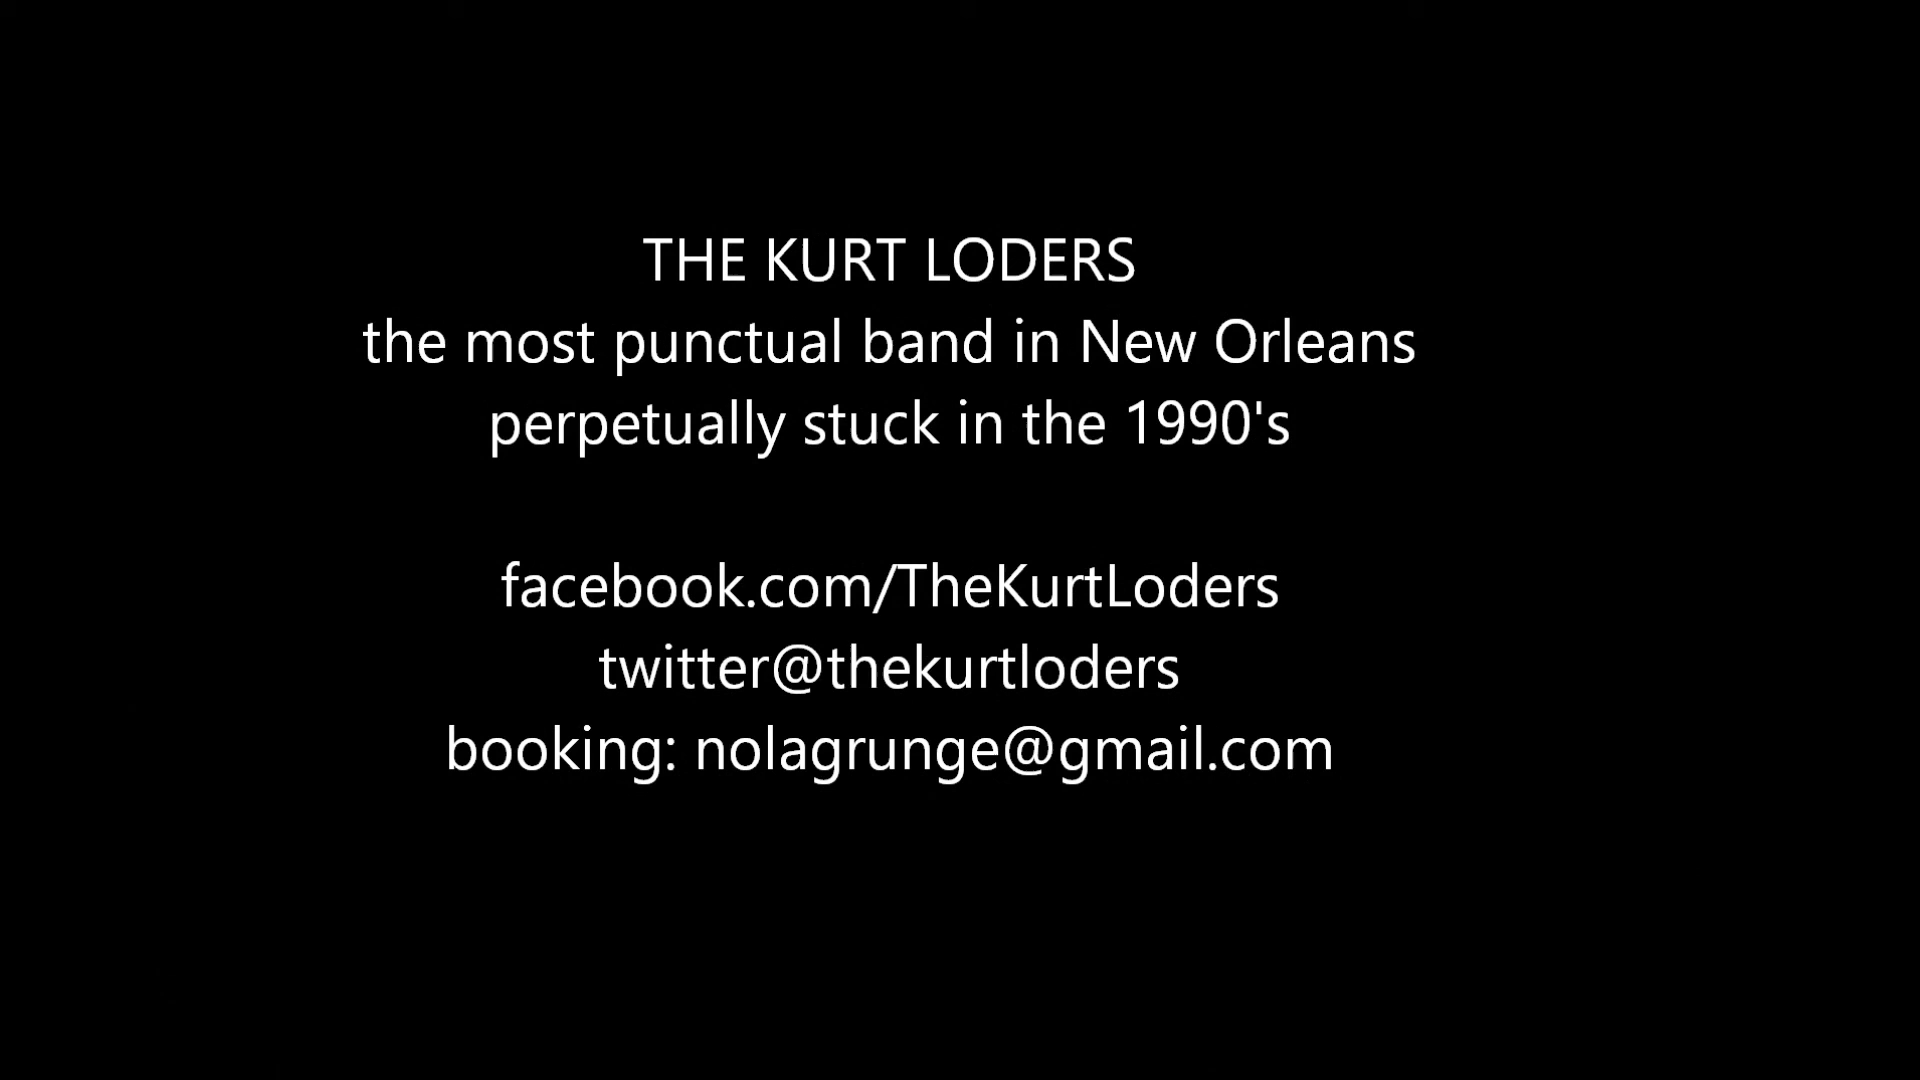 THE KURT LODERS
the most punctual band in New Orleans
perpetually stuck in the 1990's
facebook.com/TheKurtLoders
twitter@thekurtloders
booking: nolagrunge@gmail.com